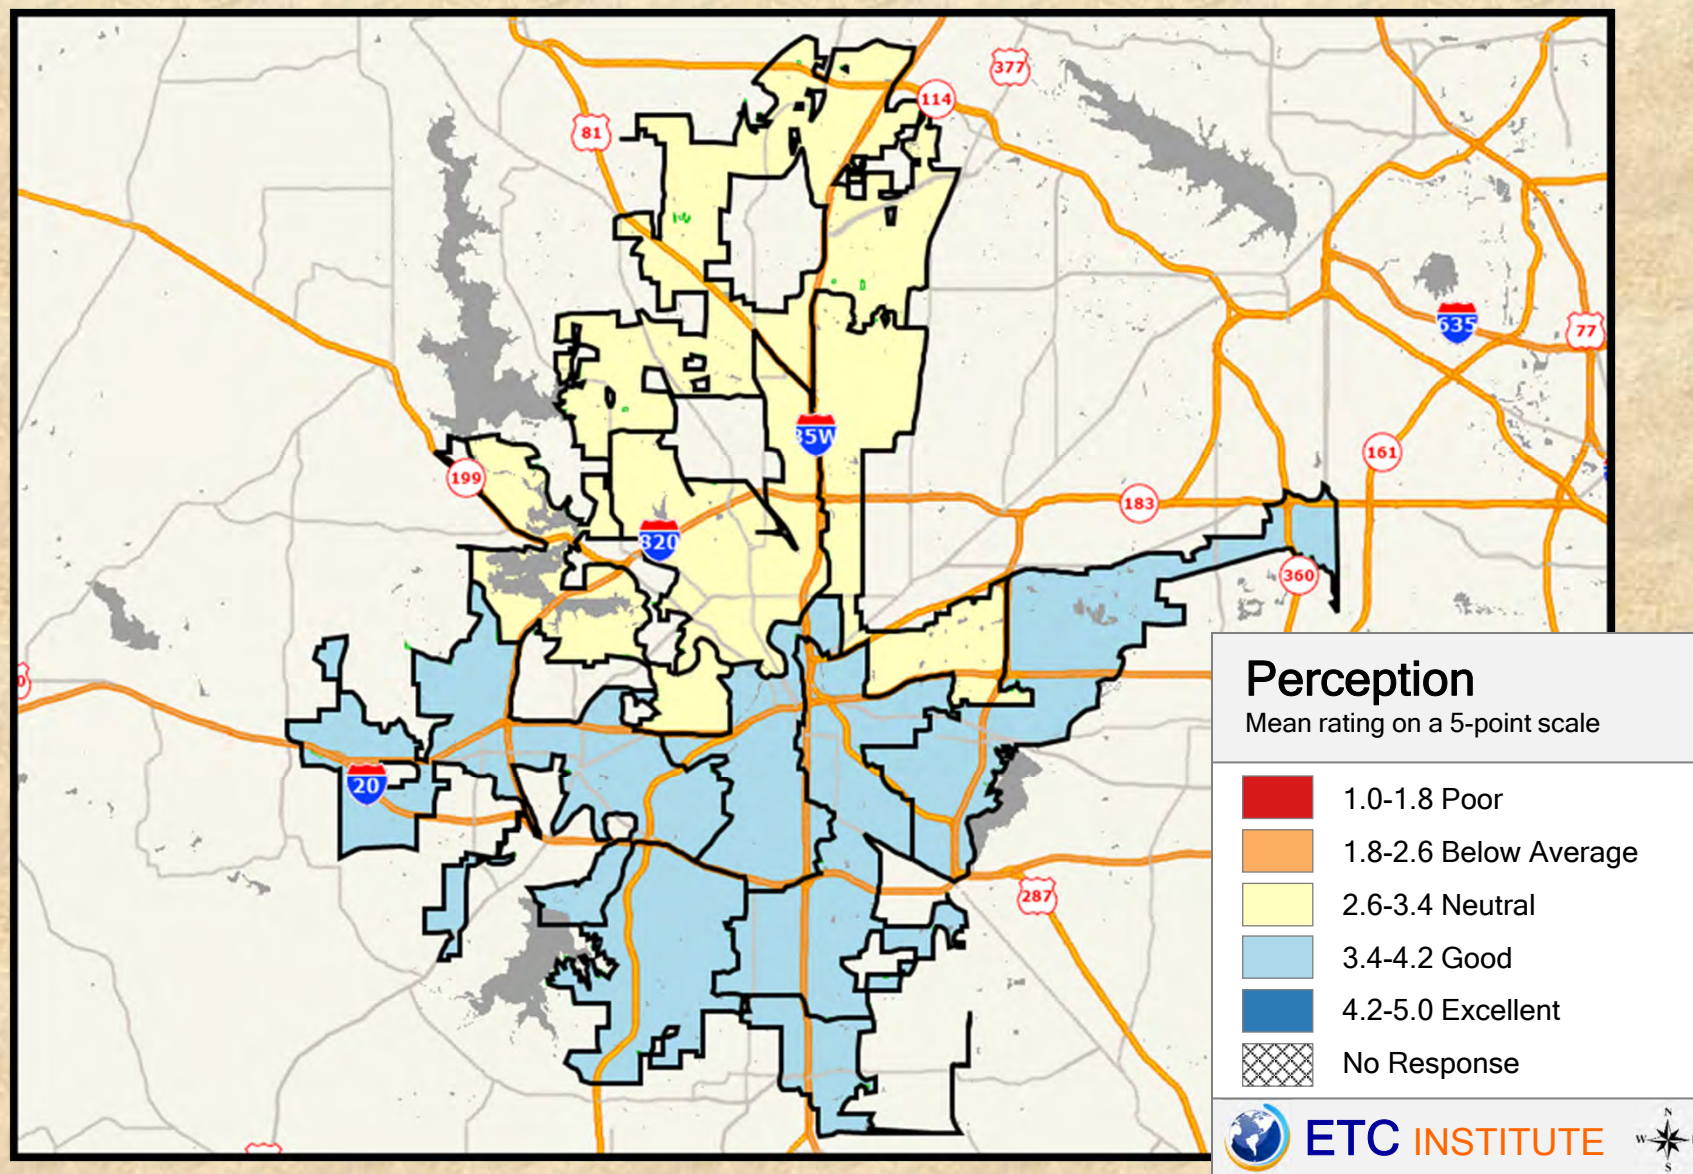 377
114
81
635
77
35W
199
161
183
820
360
20
287
Perception
Mean rating on a 5-point scale
1.0-1.8 Poor
1.8-2.6 Below Average
2.6-3.4 Neutral
3.4-4.2 Good
4.2-5.0 Excellent
No Response
ETC INSTITUTE
N
W
S